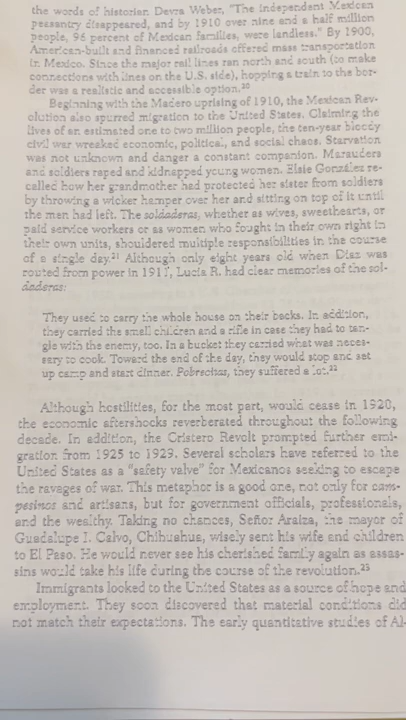 the words of historian Devra Weber, "The independent Mexican
peasantry disappeared, and by 1910 over nine and a half million
people, 96 percent of Mexican families, were landless." By 1900,
American-built and financed railroads offered mass transportation
in Mexico. Since the major rail lines ran north and south (to make
connections with lines on the U.S. side), hopping a train to the bor-
der was a realistic and accessible option.20
Beginning with the Madero uprising of 1910, the Mexican Rev-
olution also spurred migration to the United States. Claiming the
lives of an estimated one to two million people, the ten-year bloody
civil war wreaked economic, political, and social chaos. Starvation
was not unknown and danger a constant companion. Marauders
and soldiers raped and kidnapped young women. Elsie González re-
called how her grandmother had protected her sister from soldiers
by throwing a wicker hamper over her and sitting on top of it until
the men had left. The soldaderas, whether as wives, sweethearts, or
paid service workers or as women who fought in their own right in
their own units, shouldered multiple responsibilities in the course
of a single day.21 Although only eight years old when Díaz was
routed from power in 1911, Lucía R. had clear memories of the sol-
daderas:
They used to carry the whole house on their backs. In addition,
they carried the small children and a rifle in case they had to tan-
gle with the enemy, too. In a bucket they carried what was neces-
sary to cook. Toward the end of the day, they would stop and set
up camp and start dinner. Pobrecitas, they suffered a lot.22
Although hostilities, for the most part, would cease in 1920,
the economic aftershocks reverberated throughout the following
decade. In addition, the Cristero Revolt prompted further emi-
gration from 1925 to 1929. Several scholars have referred to the
United States as a "safety valve" for Mexicanos seeking to escape
the ravages of war. This metaphor is a good one, not only for cam-
pesinos and artisans, but for government officials, professionals,
and the wealthy. Taking no chances, Señor Araiza, the mayor of
Guadalupe I. Calvo, Chihuahua, wisely sent his wife and children
to El Paso. He would never see his cherished family again as assas-
sins would take his life during the course of the revolution.23
Immigrants looked to the United States as a source of hope and
employment. They soon discovered that material conditions did
not match their expectations. The early quantitative studies of Al-